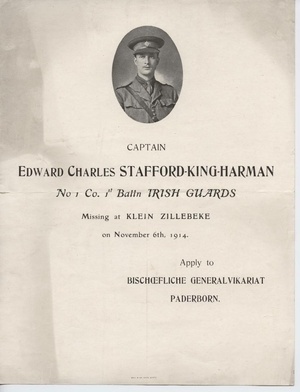 CAPTAIN
EDWARD CHARLES STAFFORD-KING-HARMAN
No 1 Co. 1st Batln IRISH GUARDS
Missing at KLEIN ZILLEBEKE
on November 6th, 1914.
Apply to
BISCHŒFLICHE GENERALVIKARIAT
PADERBORN.